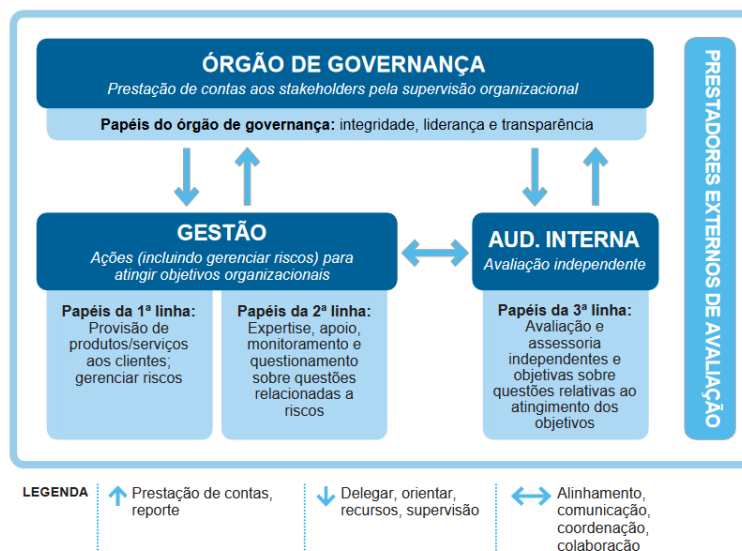 ÓRGÃO DE GOVERNANÇA
Prestação de contas aos stakeholders pela supervisão organizacional
Papéis do órgão de governança: integridade, liderança e transparência
GESTÃO
Ações (incluindo gerenciar riscos) para
atingir objetivos organizacionais
Papéis da 1ª linha:
Provisão de
produtos/serviços
aos clientes;
gerenciar riscos
Papéis da 2ª linha:
Expertise, apoio,
monitoramento e
questionamento
sobre questões
relacionadas a
riscos
AUD. INTERNA
Avaliação independente
Papéis da 3ª linha:
Avaliação e
assessoria
independentes e
objetivas sobre
questões relativas ao
atingimento dos
objetivos
PRESTADORES EXTERNOS DE AVALIAÇÃO
LEGENDA
Prestação de contas,
reporte
Delegar, orientar,
recursos, supervisão
Alinhamento,
comunicação,
coordenação,
colaboração